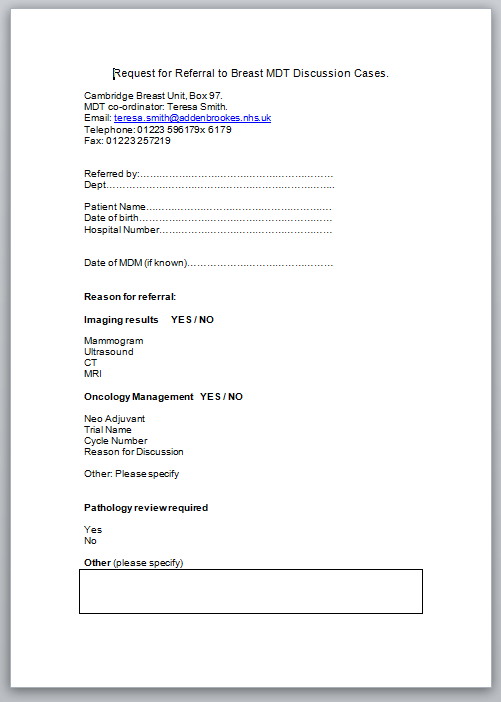 Request for Referral to Breast MDT Discussion Cases.
Cambridge Breast Unit, Box 97.
MDT co-ordinator: Teresa Smith.
Email: teresa.smith@addenbrookes.nhs.uk
Telephone: 01223 596179x 6179
Fax: 01223 257219
Referred by:……………………………………………
Dept……………………………………………………..
Patient Name……………………………………………
Date of birth………………………………………………
Hospital Number…………………………………………
Date of MDM (if known)…………………………………
Reason for referral:
Imaging results YES / NO
Mammogram
Ultrasound
CT
MRI
Oncology Management YES / NO
Neo Adjuvant
Trial Name
Cycle Number
Reason for Discussion
Other: Please specify
Pathology review required
Yes
No
Other (please specify)